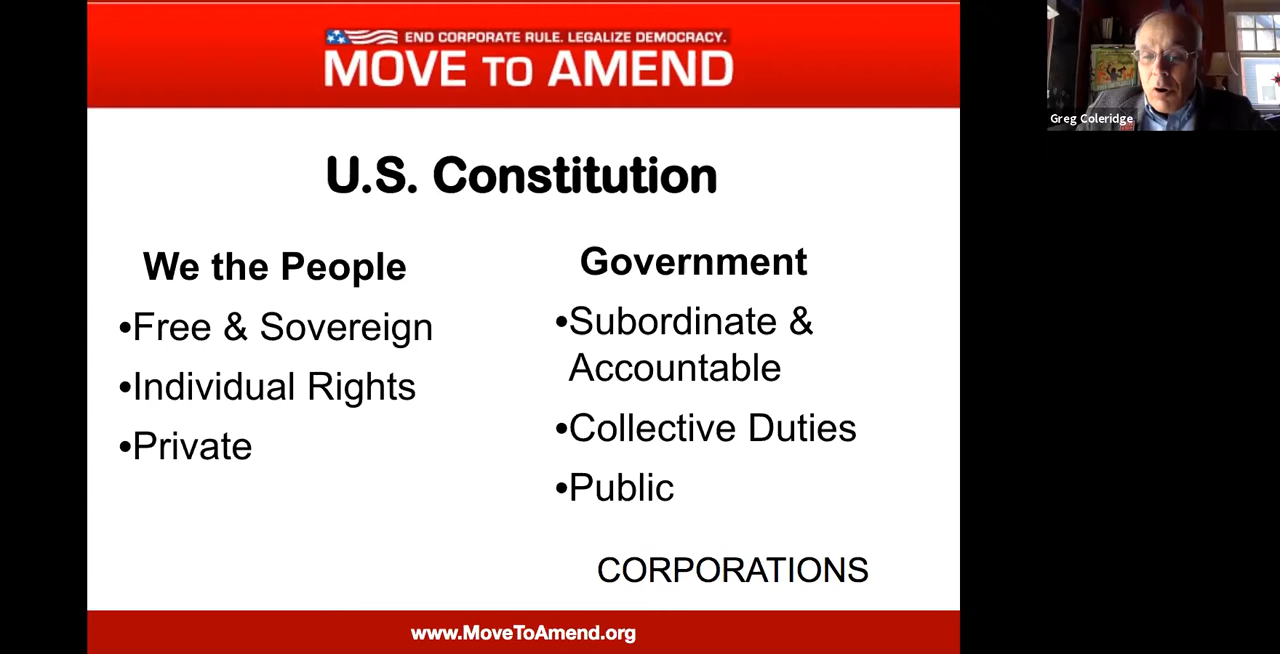 END CORPORATE RULE. LEGALIZE DEMOCRACY.
MOVE TO AMEND
U.S. Constitution
We the People
•Free & Sovereign
•Individual Rights
•Private
Government
•Subordinate &
Accountable
•Collective Duties
•Public
CORPORATIONS
www.MoveToAmend.org
Greg Coleridge